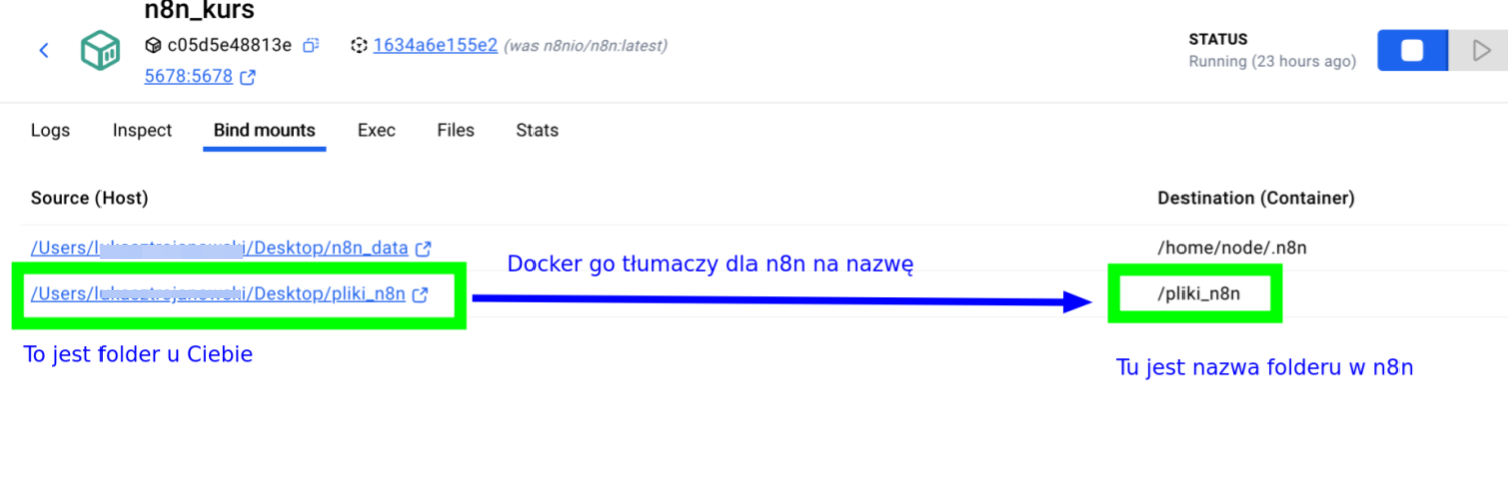 n8n_kurs
c05d5e48813e 1634a6e155e2 (was n8nio/n8n:latest)
5678:5678
STATUS
Running (23 hours ago)
Logs Inspect Bind mounts Exec Files Stats
Source (Host) Destination (Container)
/Users/ /Desktop/n8n_data /home/node/.n8n
Docker go tłumaczy dla n8n na nazwę
/Users/ /Desktop/pliki_n8n /pliki_n8n
To jest folder u Ciebie
Tu jest nazwa folderu w n8n